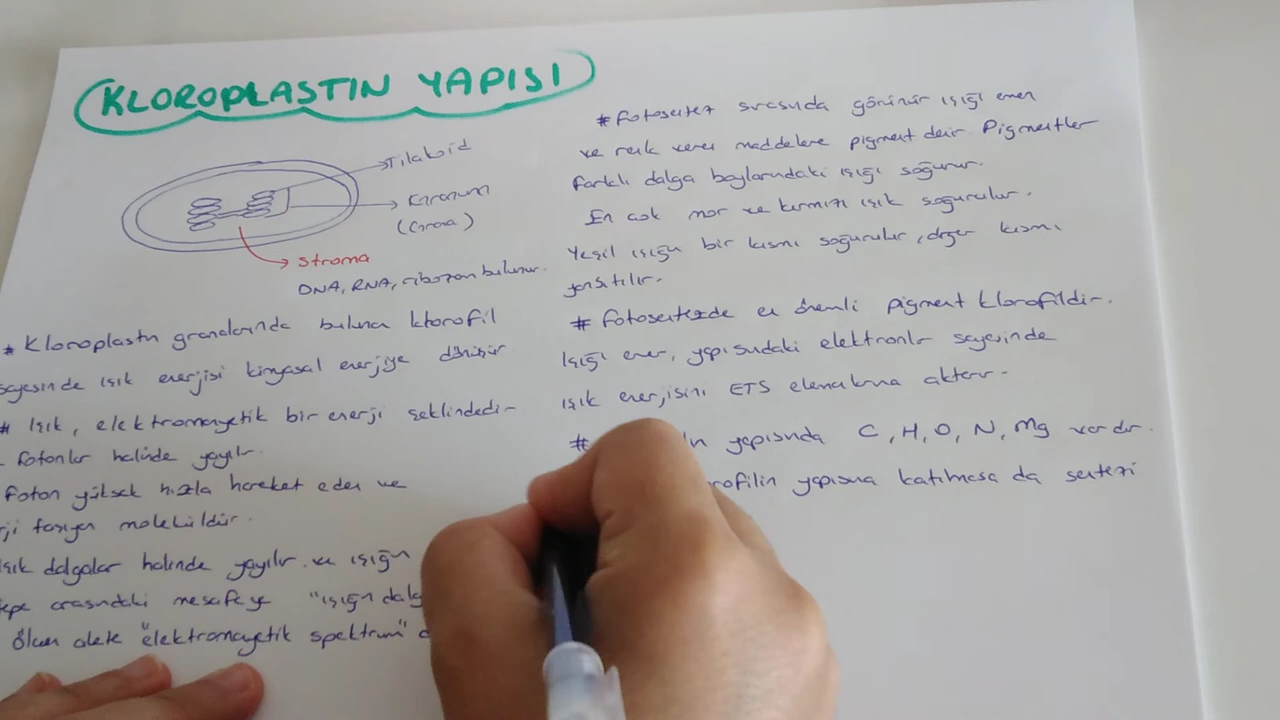 KLOROPLASTIN YAPISI
Tilakoid
Granum
(Grana)
Stroma
DNA, RNA, ribozom bulunur.
* Kloroplastın granalarında bulunan klorofil
sayesinde ışık enerjisi kimyasal enerjiye dönüşür
# Işık, elektromanyetik bir enerji şeklindedir
- fotonlar halinde yayılır.
Foton yüksek hızla hareket eden ve
taşıyan moleküldür.
dalgalar halinde yayılır ve ışığın
tepe arasındaki mesafeye "ışığın
ölçen alete "elektromanyetik spektrum"
# Fotosentez sırasında görünür ışığı emen
ve renk veren maddelere pigment denir Pigmentler
farklı dalga boylarındaki ışığı soğurur.
En çok mor ve kırmızı ışık soğurulur.
Yeşil ışığın bir kısmı soğurulur, diğer kısmı
yansıtılır.
# Fotosentezde en önemli pigment klorofildir.
Işığı emer, yapısındaki elektronlar sayesinde
ışık enerjisini ETS elemanlarına aktarır.
# yapısında C, H, O, N, Mg vardır.
yapısına katılmasa da sentezi